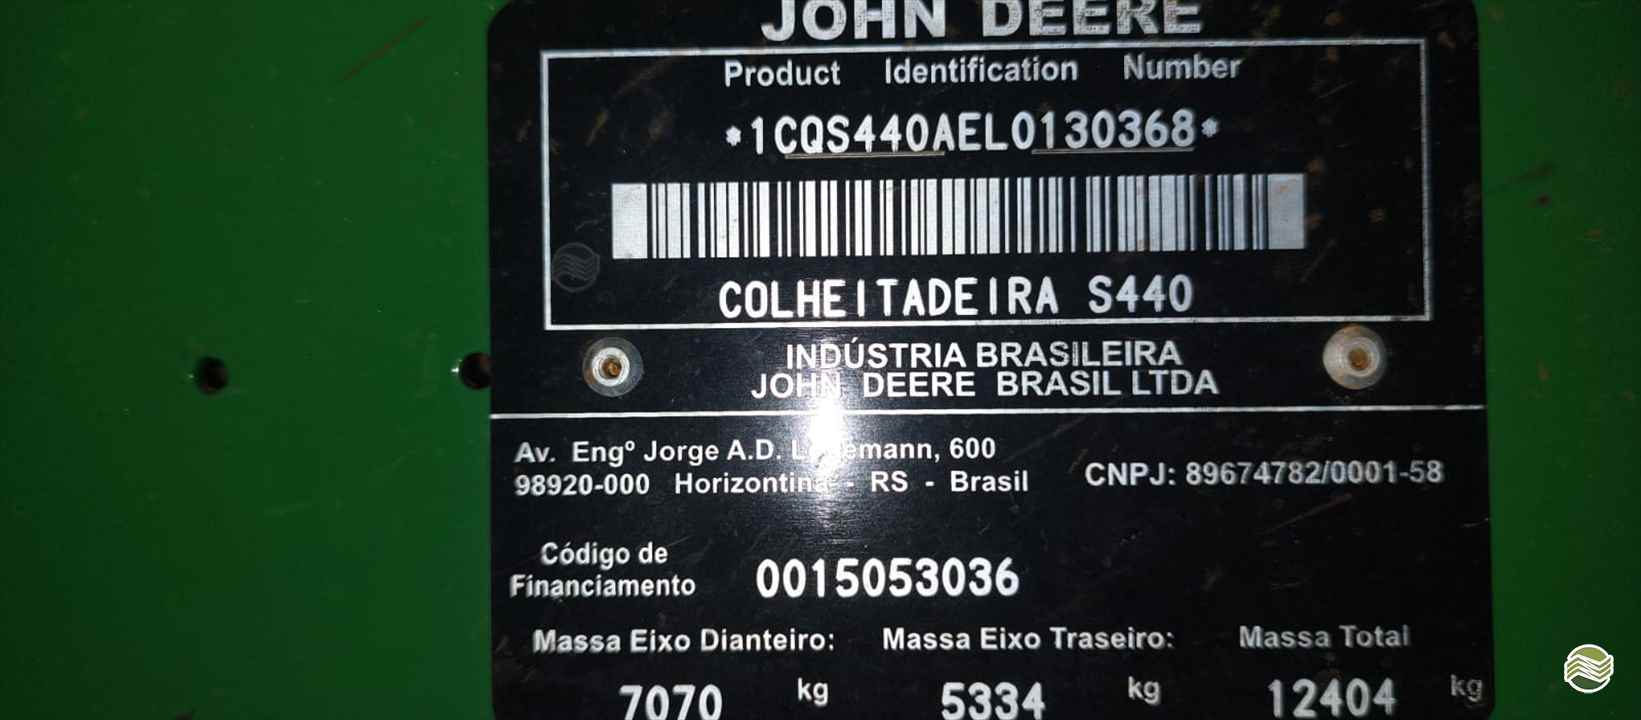 JOHN DEERE
Product Identification Number
*1CQS440AEL0130368*
COLHEITADEIRA S440
INDÚSTRIA BRASILEIRA
JOHN DEERE BRASIL LTDA
Av. Engº Jorge A.D. L emann, 600
98920-000 Horizontina - RS - Brasil
CNPJ: 89674782/0001-58
Código de
Financiamento
0015053036
Massa Eixo Dianteiro: Massa Eixo Traseiro: Massa Total
7070 kg 5334 kg 12404 kg